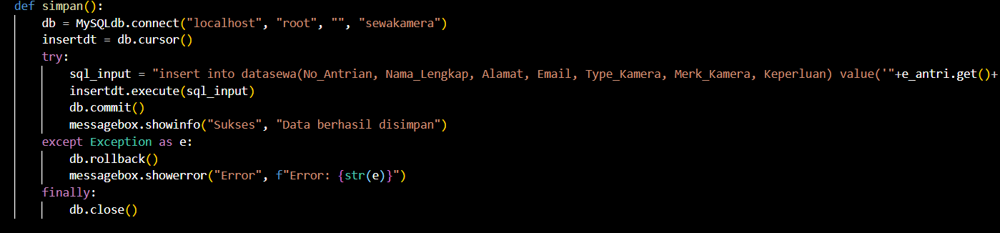 def simpan():
    db = MySQLdb.connect("localhost", "root", "", "sewakamera")
    insertdt = db.cursor()
    try:
        sql_input = "insert into datasewa(No_Antrian, Nama_Lengkap, Alamat, Email, Type_Kamera, Merk_Kamera, Keperluan) value('"+e_antri.get()+
        insertdt.execute(sql_input)
        db.commit()
        messagebox.showinfo("Sukses", "Data berhasil disimpan")
    except Exception as e:
        db.rollback()
        messagebox.showerror("Error", f"Error: {str(e)}")
    finally:
        db.close()